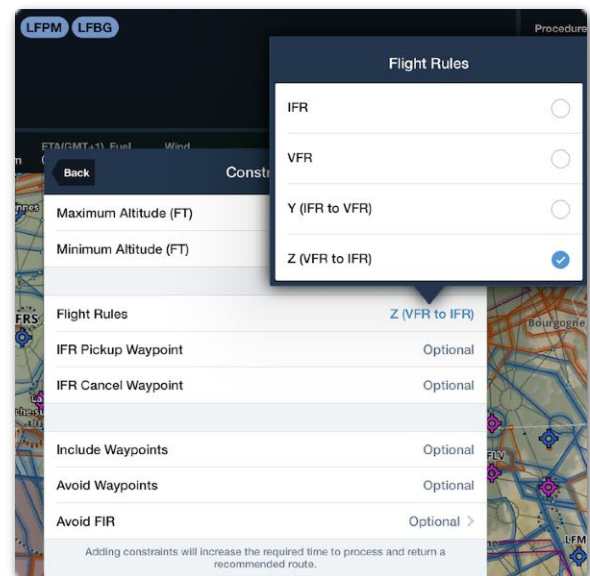 LFPM LFBG
Procedure
Flight Rules
IFR
VFR
Y (IFR to VFR)
Z (VFR to IFR)
ETA(GMT+1) Fuel Wind
Back
Maximum Altitude (FT)
Minimum Altitude (FT)
Flight Rules Z (VFR to IFR)
IFR Pickup Waypoint Optional
IFR Cancel Waypoint Optional
Include Waypoints Optional
Avoid Waypoints Optional
Avoid FIR Optional >
Adding constraints will increase the required time to process and return a
recommended route.
FRS
Bourgogne
FLV
LFM